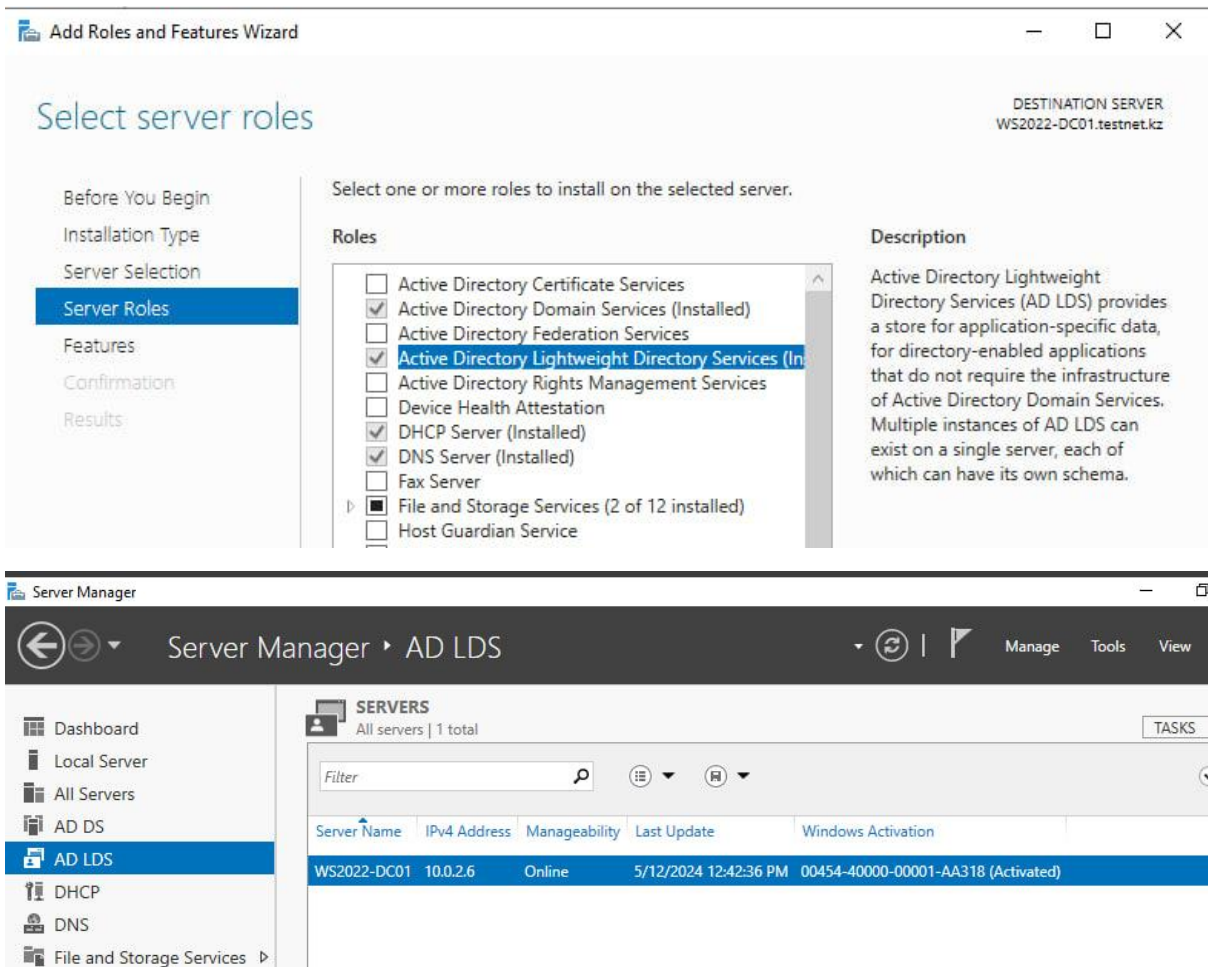 Add Roles and Features Wizard
Select server roles
DESTINATION SERVER
WS2022-DC01.testnet.kz
Before You Begin
Installation Type
Server Selection
Server Roles
Features
Confirmation
Results
Select one or more roles to install on the selected server.
Roles
Active Directory Certificate Services
Active Directory Domain Services (Installed)
Active Directory Federation Services
Active Directory Lightweight Directory Services (In
Active Directory Rights Management Services
Device Health Attestation
DHCP Server (Installed)
DNS Server (Installed)
Fax Server
File and Storage Services (2 of 12 installed)
Host Guardian Service
Description
Active Directory Lightweight
Directory Services (AD LDS) provides
a store for application-specific data,
for directory-enabled applications
that do not require the infrastructure
of Active Directory Domain Services.
Multiple instances of AD LDS can
exist on a single server, each of
which can have its own schema.
Server Manager
Server Manager ‣ AD LDS
Manage Tools View
Dashboard
Local Server
All Servers
AD DS
AD LDS
DHCP
DNS
File and Storage Services
SERVERS
All servers | 1 total
TASKS
Filter
Server Name IPv4 Address Manageability Last Update Windows Activation
WS2022-DC01 10.0.2.6 Online 5/12/2024 12:42:36 PM 00454-40000-00001-AA318 (Activated)